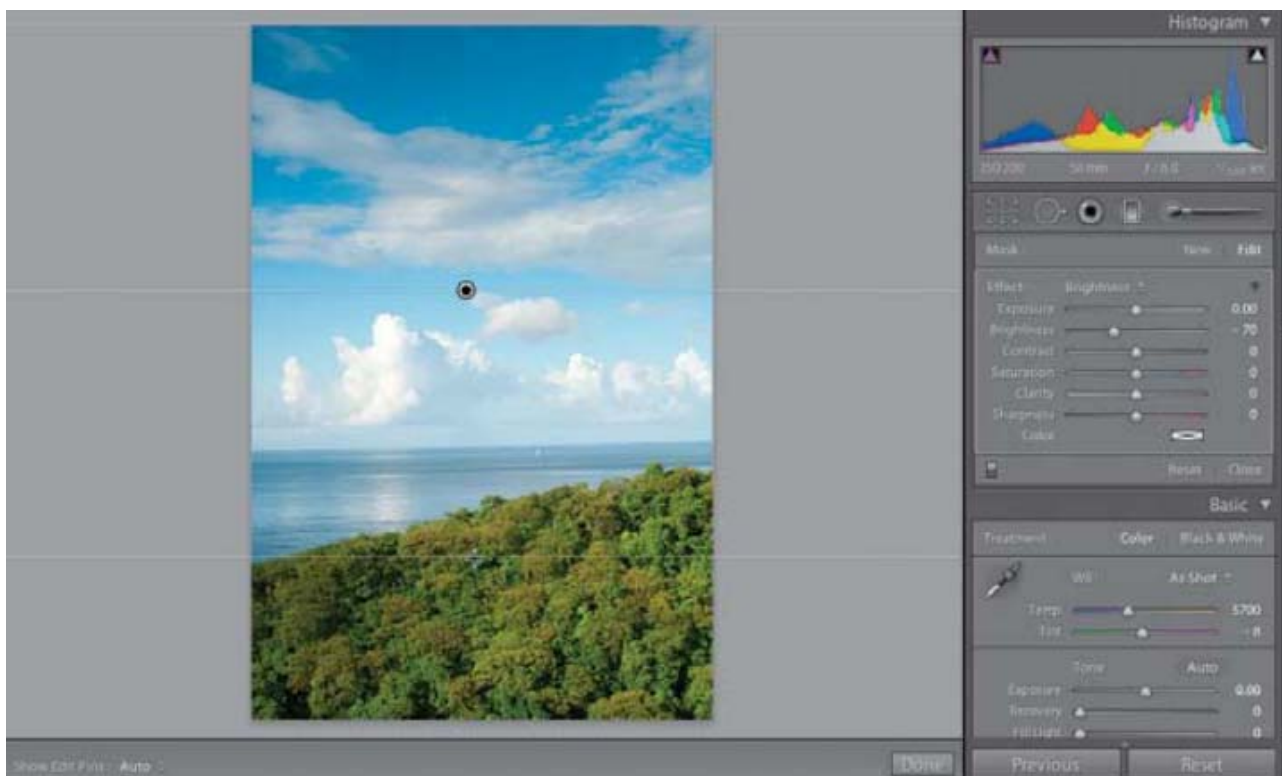 Histogram
ISO 200 50 mm f / 8.0
Mask : New Edit
Effect : Brightness
Exposure 0.00
Brightness - 70
Contrast 0
Saturation 0
Clarity 0
Sharpness 0
Color
Reset Close
Basic
Treatment : Color Black & White
WB : As Shot
Temp 5700
Tint - 8
Tone Auto
Exposure 0.00
Recovery 0
Fill Light 0
Show Edit Pins : Auto Done Previous Reset